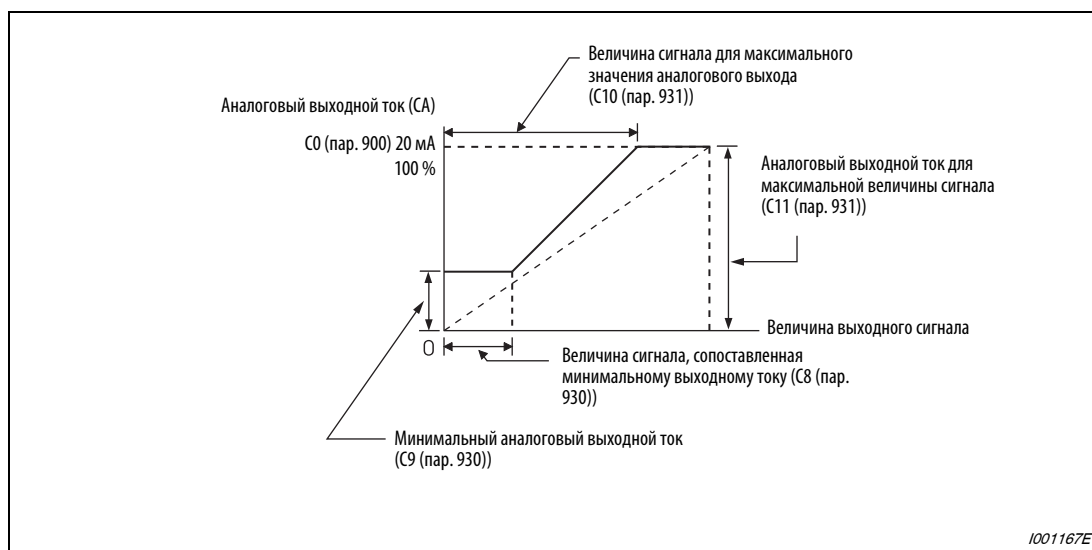 Величина сигнала для максимального
значения аналогового выхода
(C10 (пар. 931))
Аналоговый выходной ток (CA)
C0 (пар. 900) 20 мА
100 %
Аналоговый выходной ток для
максимальной величины сигнала
(C11 (пар. 931))
Величина выходного сигнала
0
Величина сигнала, сопоставленная
минимальному выходному току (C8 (пар.
930))
Минимальный аналоговый выходной ток
(C9 (пар. 930))
I001167E